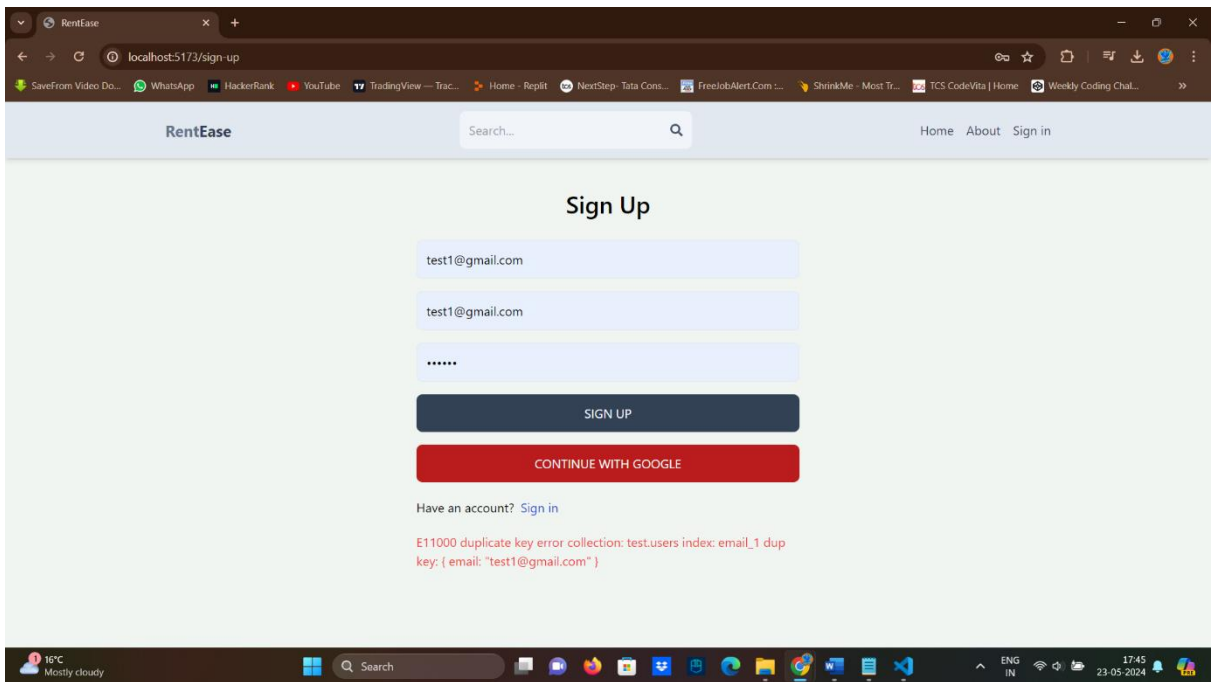 RentEase
localhost:5173/sign-up
SaveFrom Video Do... WhatsApp HackerRank YouTube TradingView — Trac... Home - Replit NextStep- Tata Cons... FreeJobAlert.Com :... ShrinkMe - Most Tr... TCS CodeVita | Home Weekly Coding Chal...
RentEase Search... Home About Sign in
Sign Up
test1@gmail.com
test1@gmail.com
SIGN UP
CONTINUE WITH GOOGLE
Have an account? Sign in
E11000 duplicate key error collection: test.users index: email_1 dup
key: { email: "test1@gmail.com" }
1 16°C
Mostly cloudy
Search
ENG
IN
17:45
23-05-2024